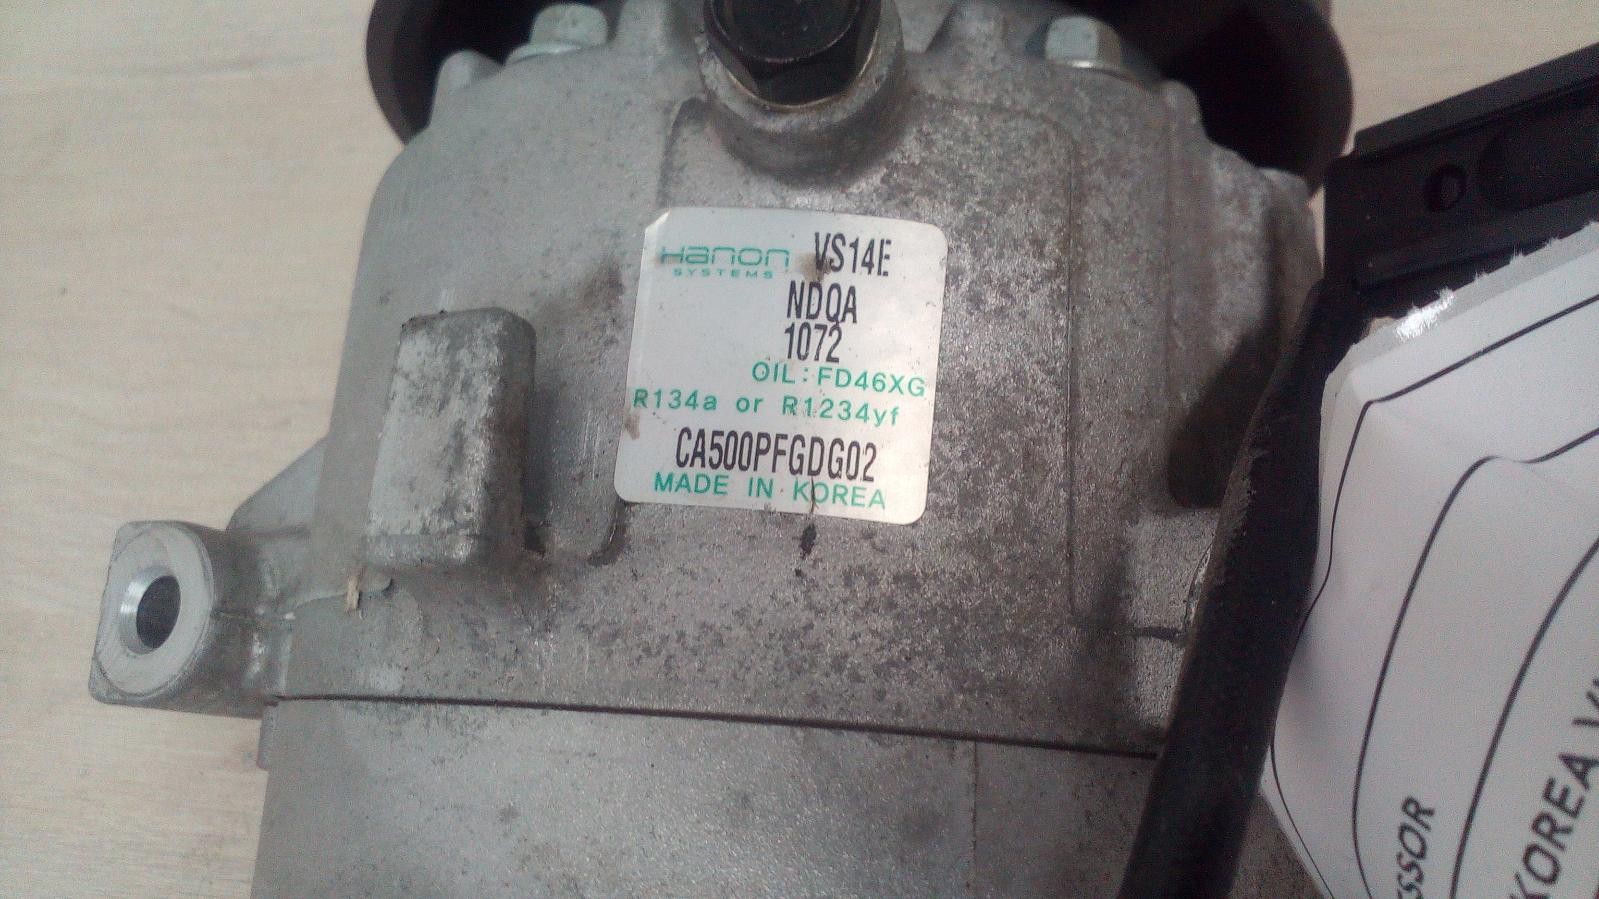 Hanon VS14E
SYSTEMS
NDQA
1072
OIL:FD46XG
R134a or R1234yf
CA500PFGDG02
MADE IN KOREA
SSOR
KOREA